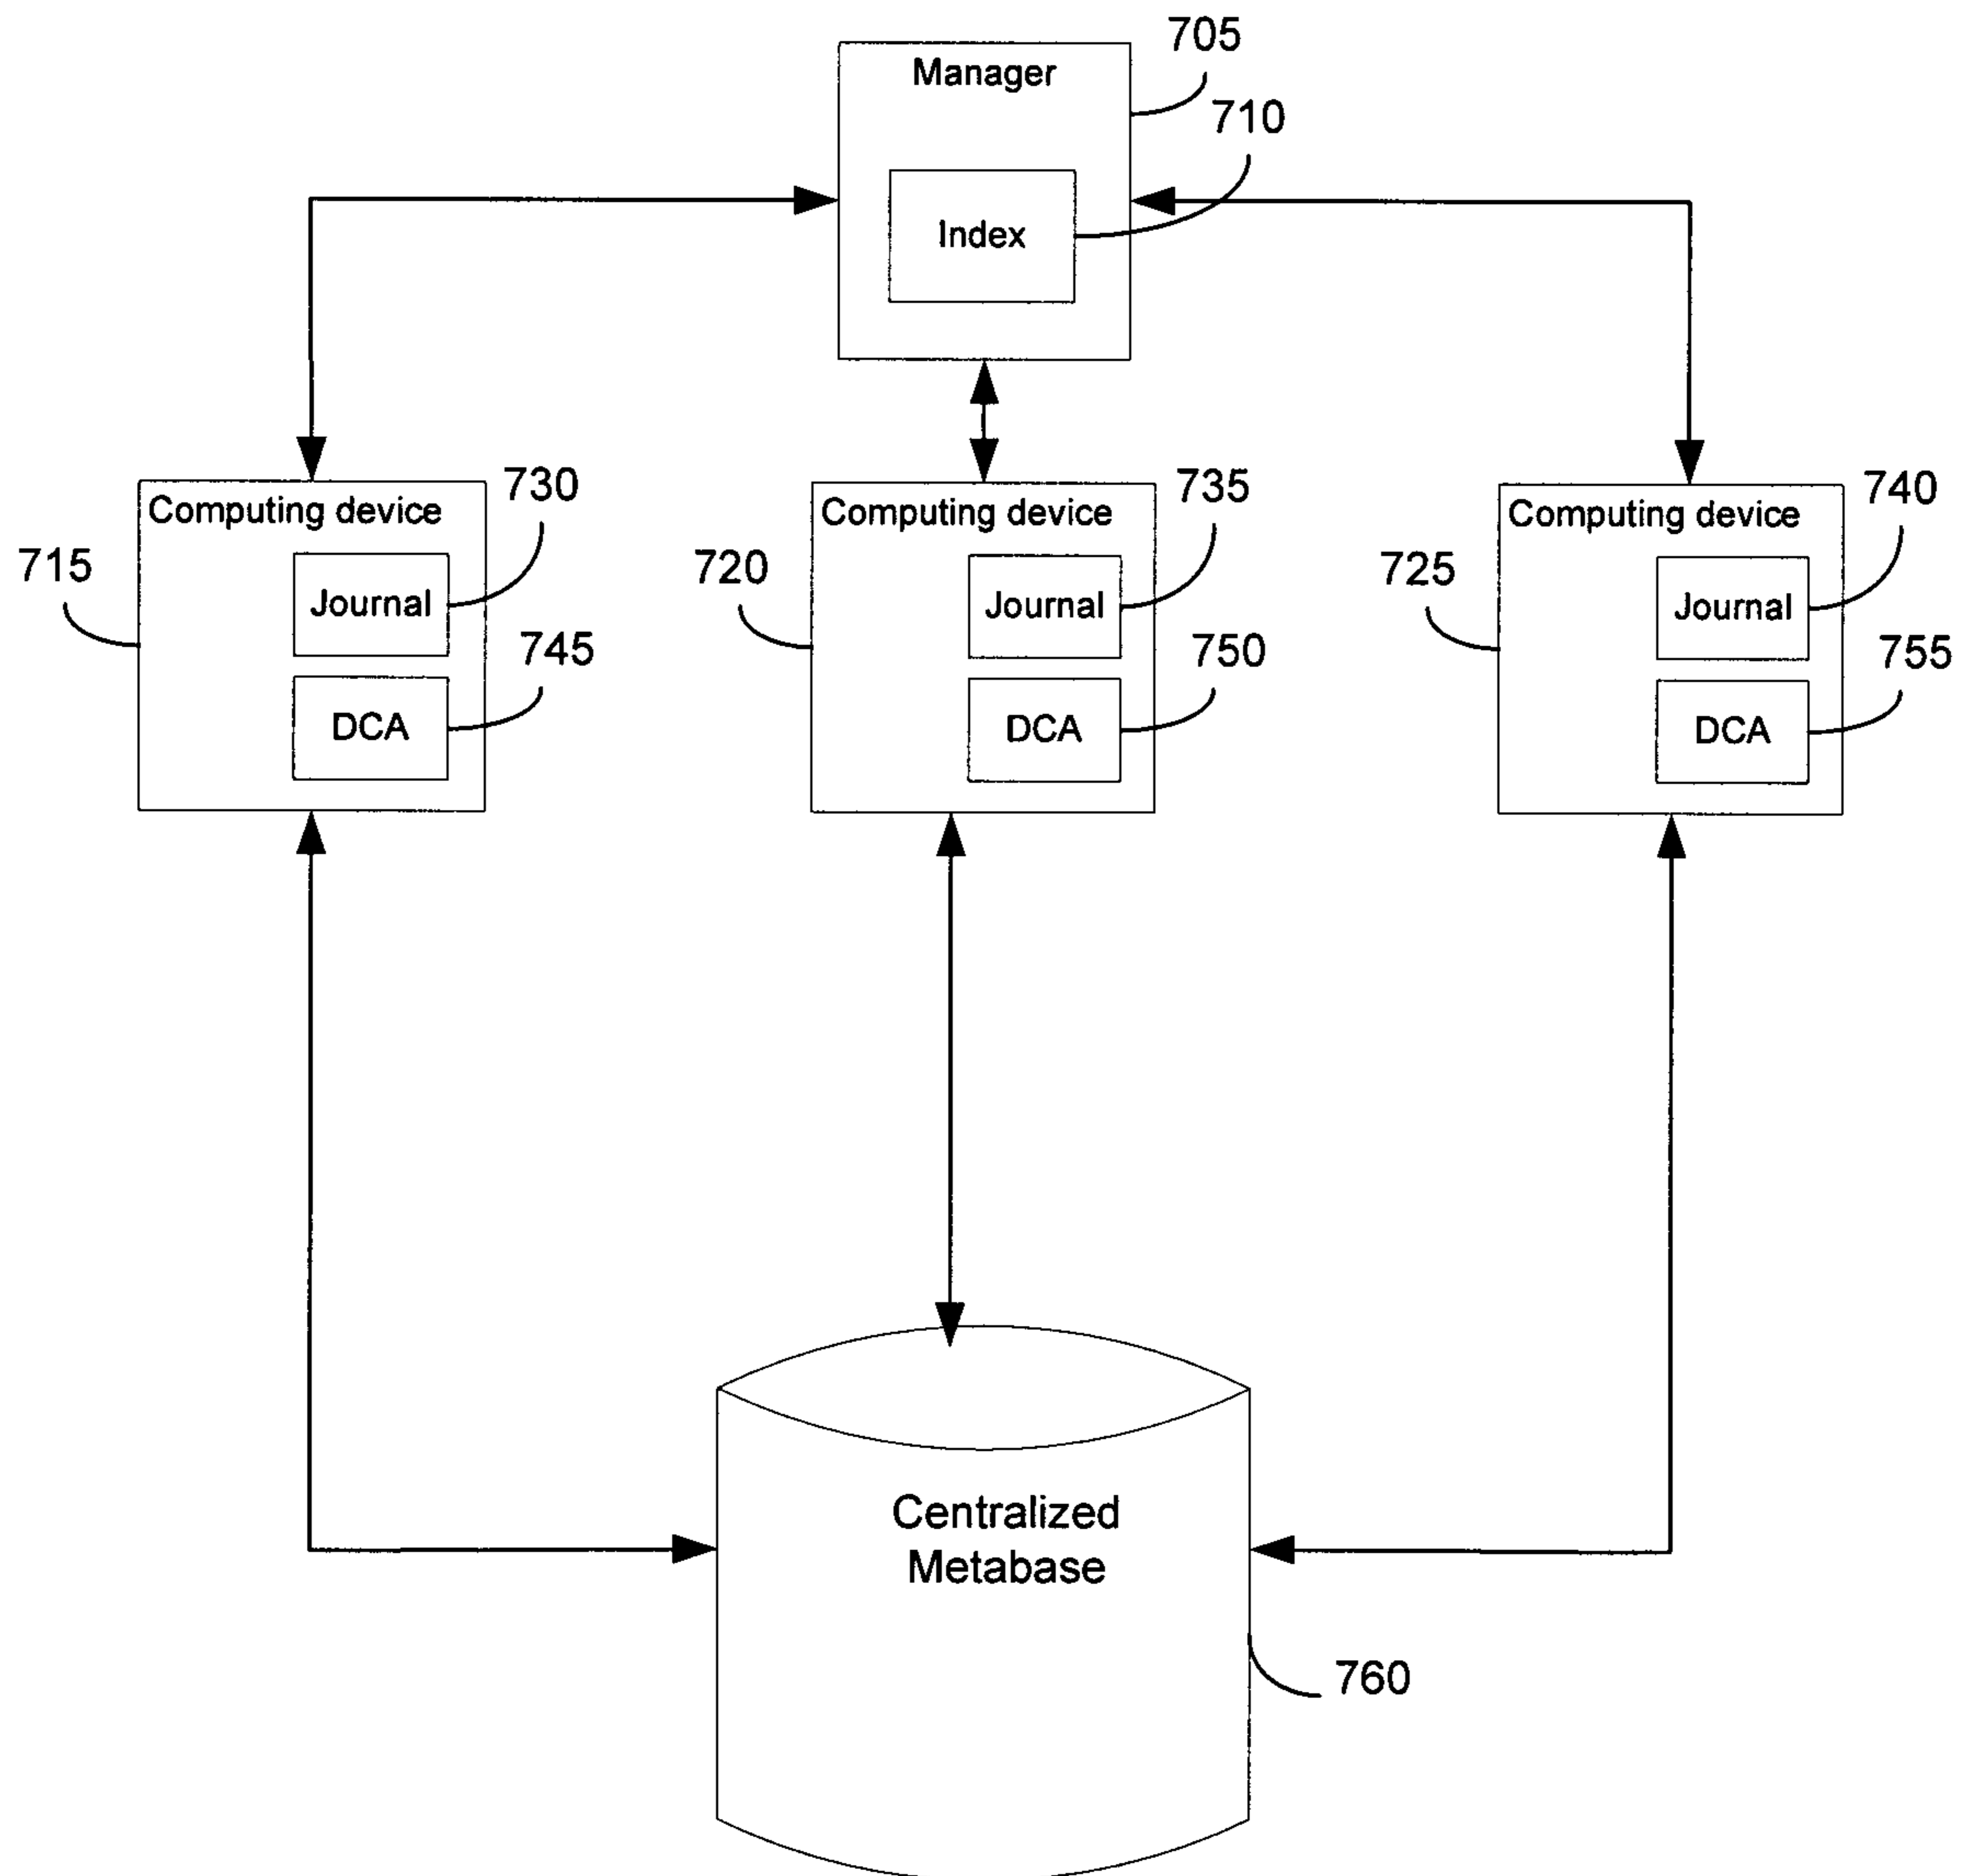 705
Manager
710
Index
Computing device
730
715
Journal
745
DCA
Computing device
735
720
Journal
750
DCA
Computing device
740
725
Journal
755
DCA
Centralized
Metabase
760